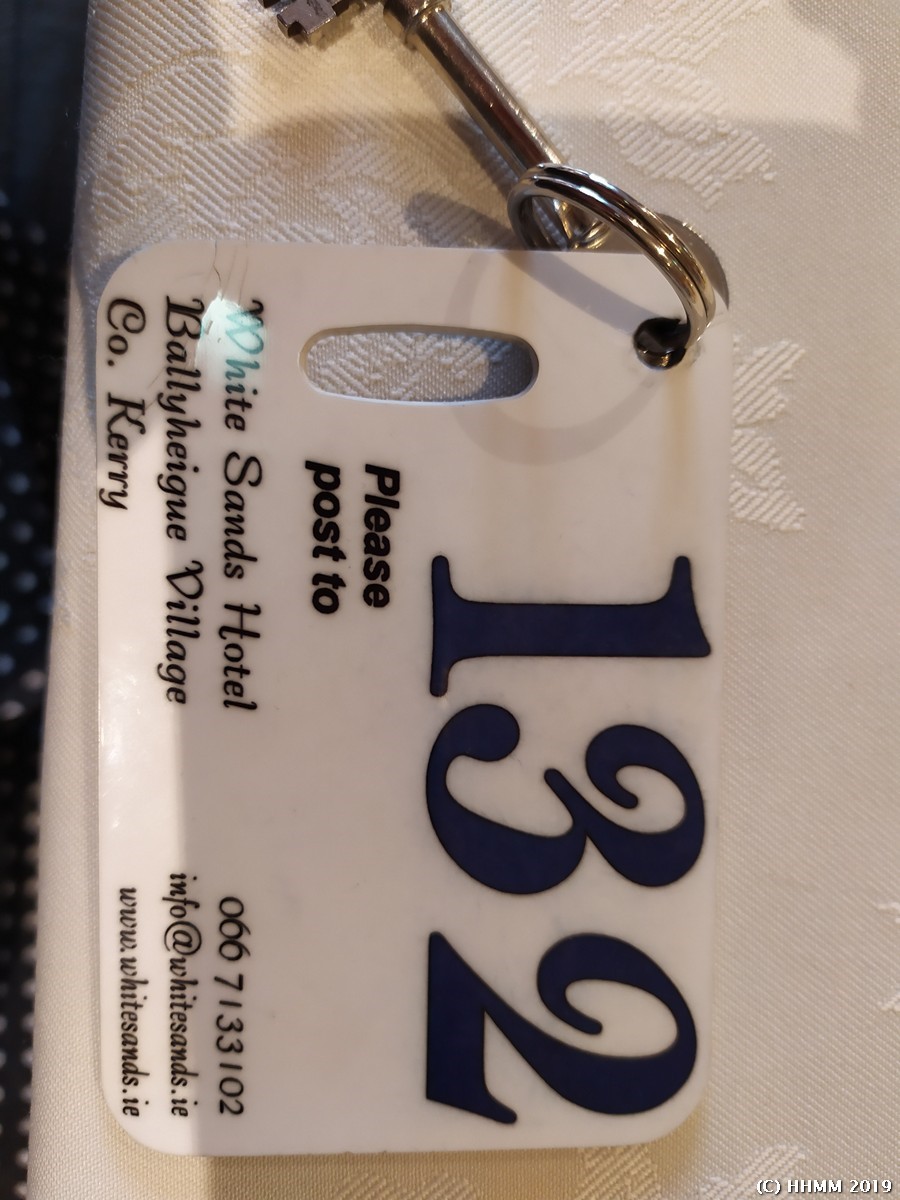 132
Please
post to
White Sands Hotel
Ballyheigue Village
Co. Kerry
066 7133102
info@whitesands.ie
www.whitesands.ie
(C) HHMM 2019